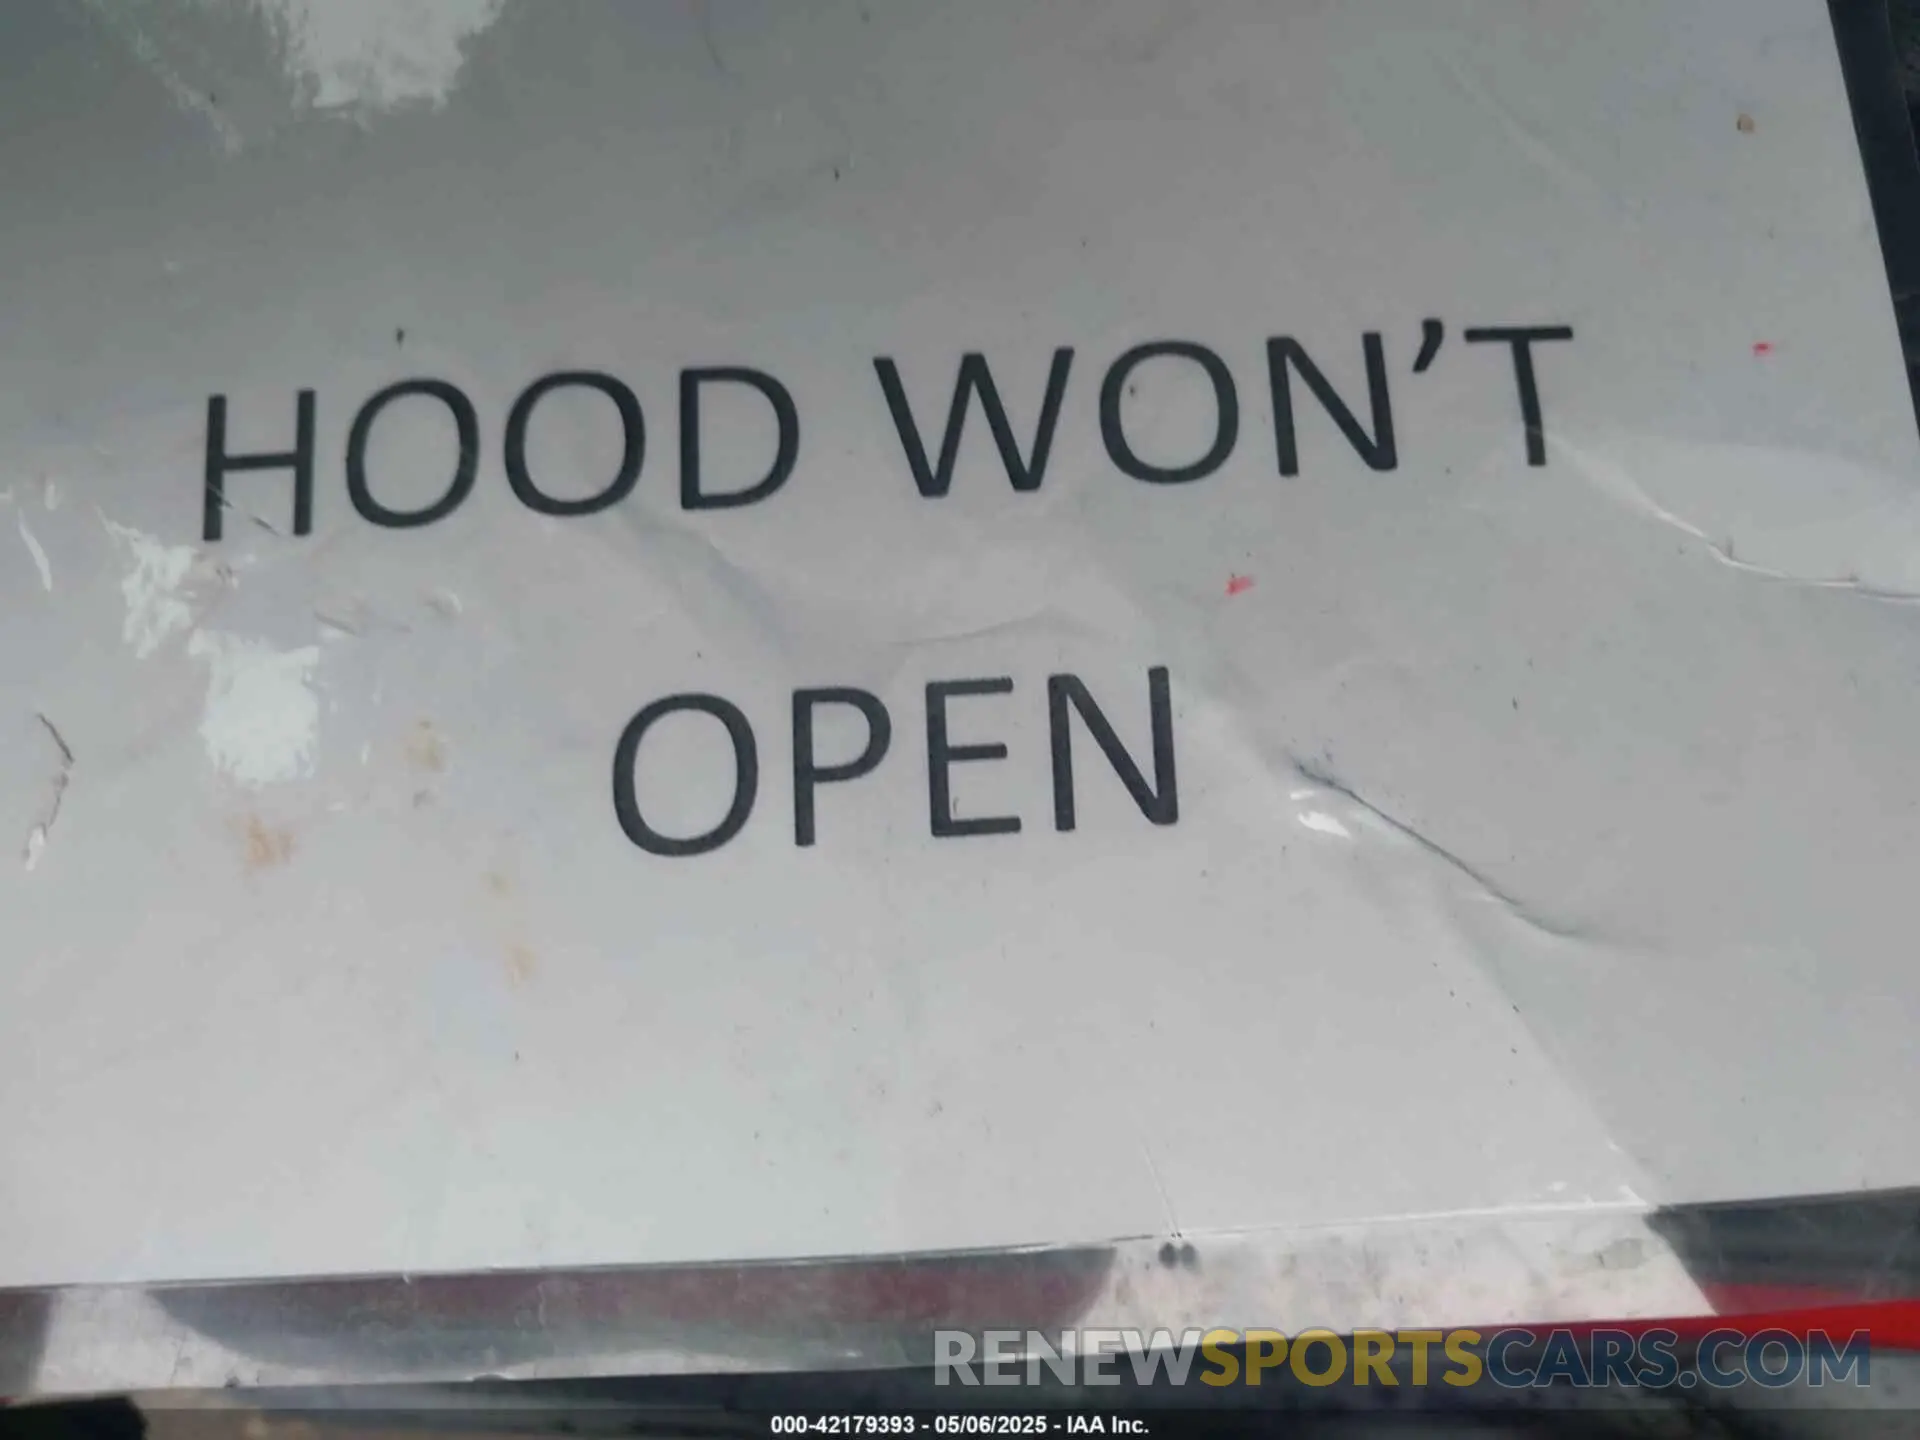 HOOD WON'T
OPEN
RENEWSPORTSCARS.COM
000-42179393 - 05/06/2025 - IAA Inc.